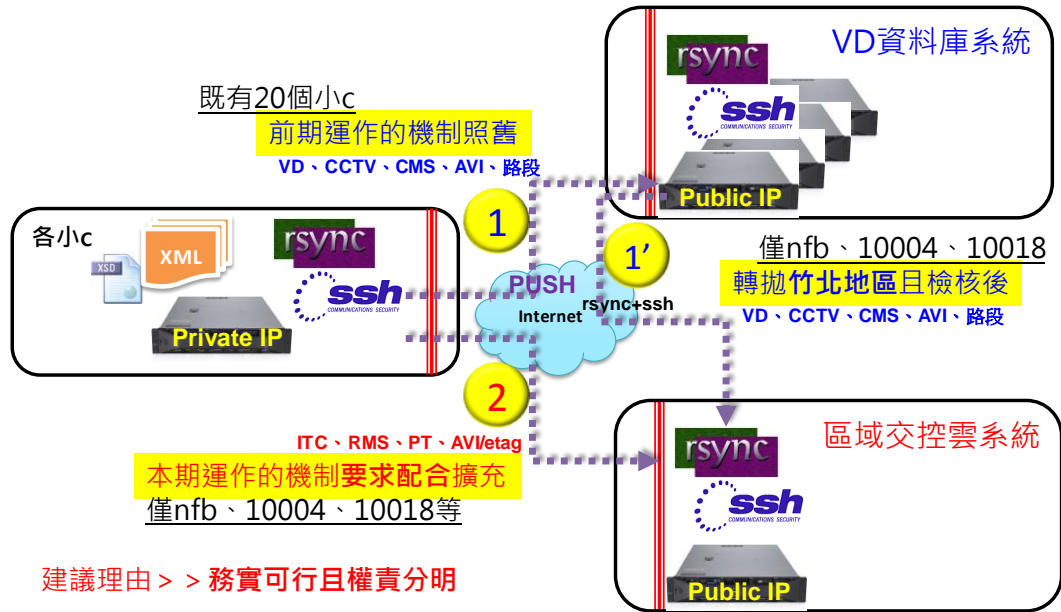 VD資料庫系統
rsync
ssh
COMMUNICATIONS SECURITY
Public IP
既有20個小c
前期運作的機制照舊
VD、CCTV、CMS、AVI、路段
1
各小c
XSD
XML
rsync
ssh
COMMUNICATIONS SECURITY
Private IP
PUSH
Internet
rsync+ssh
1’
僅nfb、10004、10018
轉拋竹北地區且檢核後
VD、CCTV、CMS、AVI、路段
2
ITC、RMS、PT、AVI/etag
本期運作的機制要求配合擴充
僅nfb、10004、10018等
區域交控雲系統
rsync
ssh
COMMUNICATIONS SECURITY
Public IP
建議理由>>務實可行且權責分明